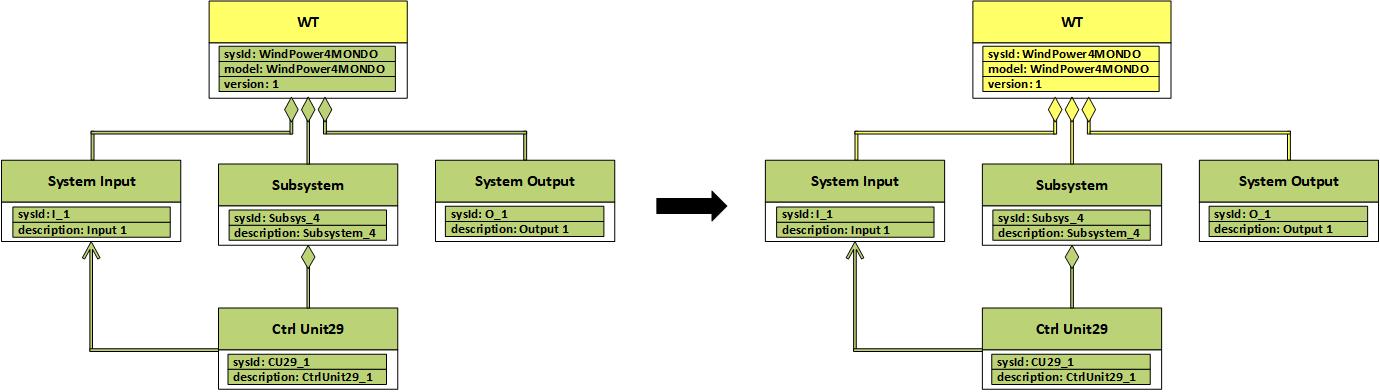 WT
sysId: WindPower4MONDO
model: WindPower4MONDO
version: 1
System Input
sysId: I_1
description: Input 1
Subsystem
sysId: Subsys_4
description: Subsystem_4
System Output
sysId: O_1
description: Output 1
Ctrl Unit29
sysId: CU29_1
description: CtrlUnit29_1
WT
sysId: WindPower4MONDO
model: WindPower4MONDO
version: 1
System Input
sysId: I_1
description: Input 1
Subsystem
sysId: Subsys_4
description: Subsystem_4
System Output
sysId: O_1
description: Output 1
Ctrl Unit29
sysId: CU29_1
description: CtrlUnit29_1